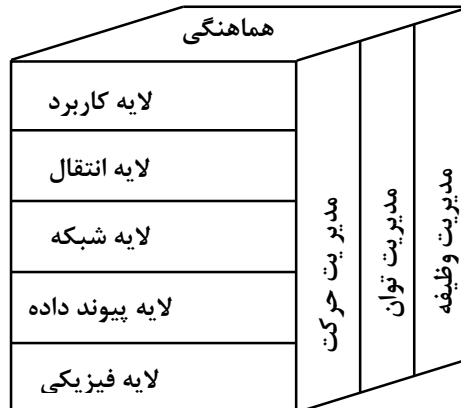 هماهنگی
لایه کاربرد
لایه انتقال
لایه شبکه
لایه پیوند داده
لایه فیزیکی
مدیریت حرکت
مدیریت توان
مدیریت وظیفه